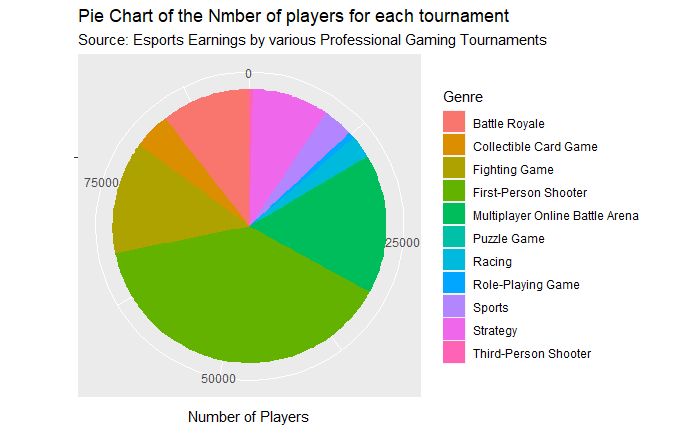 Pie Chart of the Nmber of players for each tournament
Source: Esports Earnings by various Professional Gaming Tournaments
0
75000
25000
50000
Number of Players
Genre
Battle Royale
Collectible Card Game
Fighting Game
First-Person Shooter
Multiplayer Online Battle Arena
Puzzle Game
Racing
Role-Playing Game
Sports
Strategy
Third-Person Shooter